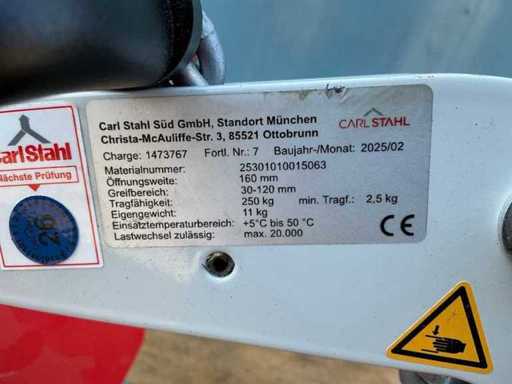 Carl Stahl Süd GmbH, Standort München
Christa-McAuliffe-Str. 3, 85521 Ottobrunn
CARL STAHL
Charge: 1473767 Fortl. Nr.: 7 Baujahr-/Monat: 2025/02
Materialnummer: 25301010015063
Öffnungsweite: 160 mm
Greifbereich: 30-120 mm
Tragfähigkeit: 250 kg min. Tragf.: 2,5 kg
Eigengewicht: 11 kg
Einsatztemperaturbereich: +5°C bis 50 °C
Lastwechsel zulässig: max. 20.000
CE
CarlStahl
Nächste Prüfung
26